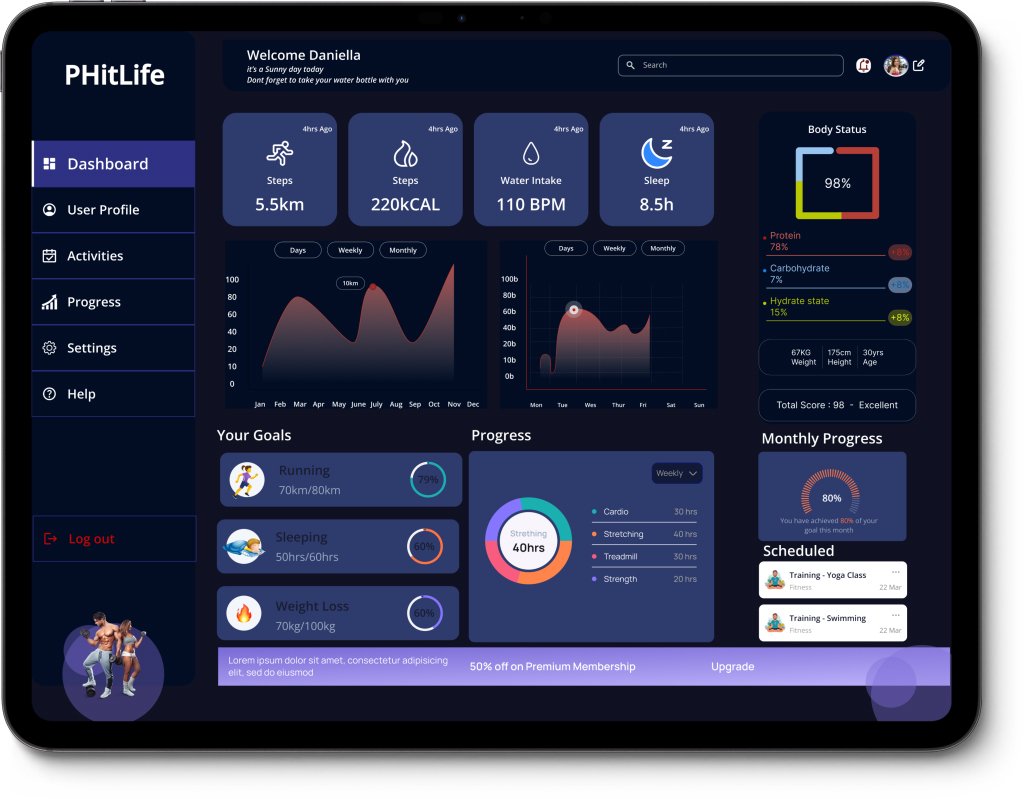 PHitLife
Dashboard
User Profile
Activities
Progress
Settings
Help
Log out
Welcome Daniella
it's a Sunny day today
Dont forget to take your water bottle with you
Search
4hrs Ago
Steps
5.5km
4hrs Ago
Steps
220kCAL
4hrs Ago
Water Intake
110 BPM
4hrs Ago
Sleep
8.5h
Days Weekly Monthly
10km
100
80
60
40
20
10
0
Jan Feb Mar Apr May June July Aug Sep Oct Nov Dec
Days Weekly Monthly
100b
80b
60b
40b
20b
10b
0b
Mon Tue Wes Thur Fri Sat Sun
Body Status
98%
Protein
78%
+8%
Carbohydrate
7%
+8%
Hydrate state
15%
+8%
67KG 175cm 30yrs
Weight Height Age
Total Score : 98 - Excellent
Your Goals
Running
70km/80km
79%
Sleeping
50hrs/60hrs
60%
Weight Loss
70kg/100kg
60%
Progress
Weekly
Strething
40hrs
Cardio 30 hrs
Stretching 40 hrs
Treadmill 30 hrs
Strength 20 hrs
Monthly Progress
80%
You have achieved 80% of your
goal this month
Scheduled
Training - Yoga Class ...
Fitness 22 Mar
Training - Swimming ...
Fitness 22 Mar
Lorem ipsum dolor sit amet, consectetur adipisicing
elit, sed do eiusmod
50% off on Premium Membership
Upgrade